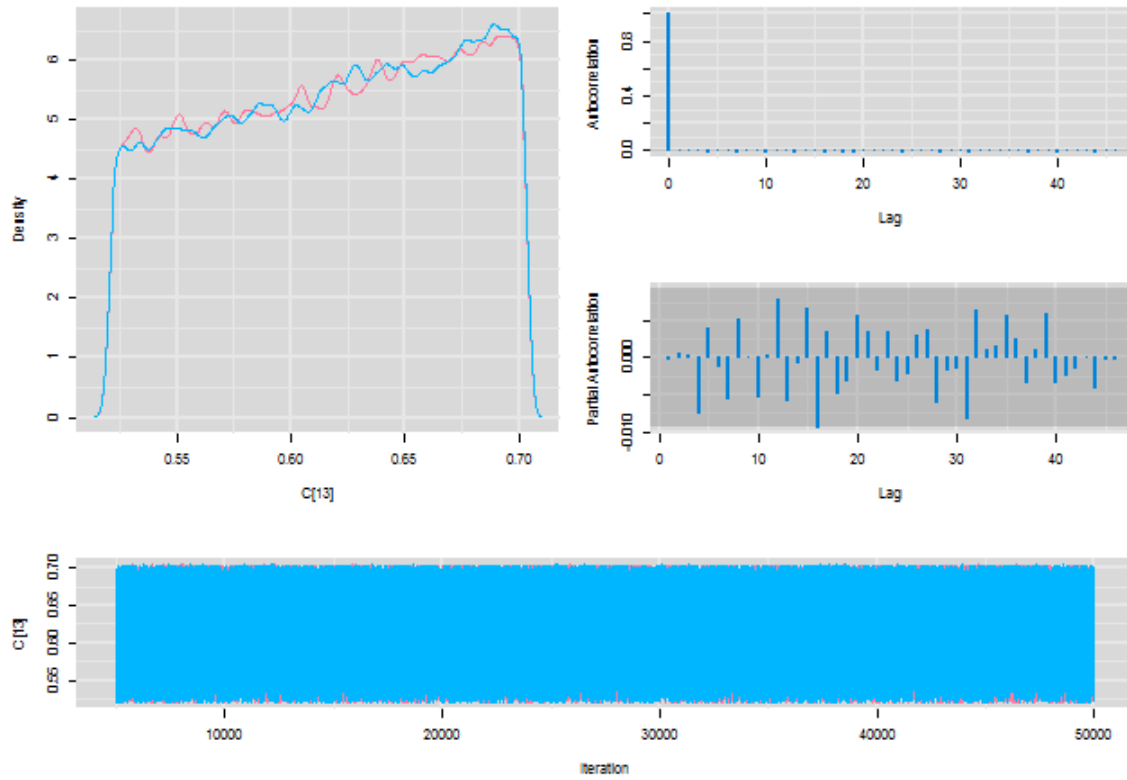 Density
6
5
4
3
2
1
0
0.55 0.60 0.65 0.70
C[13]
Autocorrelation
0.8
0.4
0.0
0 10 20 30 40
Lag
Partial Autocorrelation
0.000
-0.010
0 10 20 30 40
Lag
C[13]
0.70
0.65
0.60
0.55
10000 20000 30000 40000 50000
Iteration